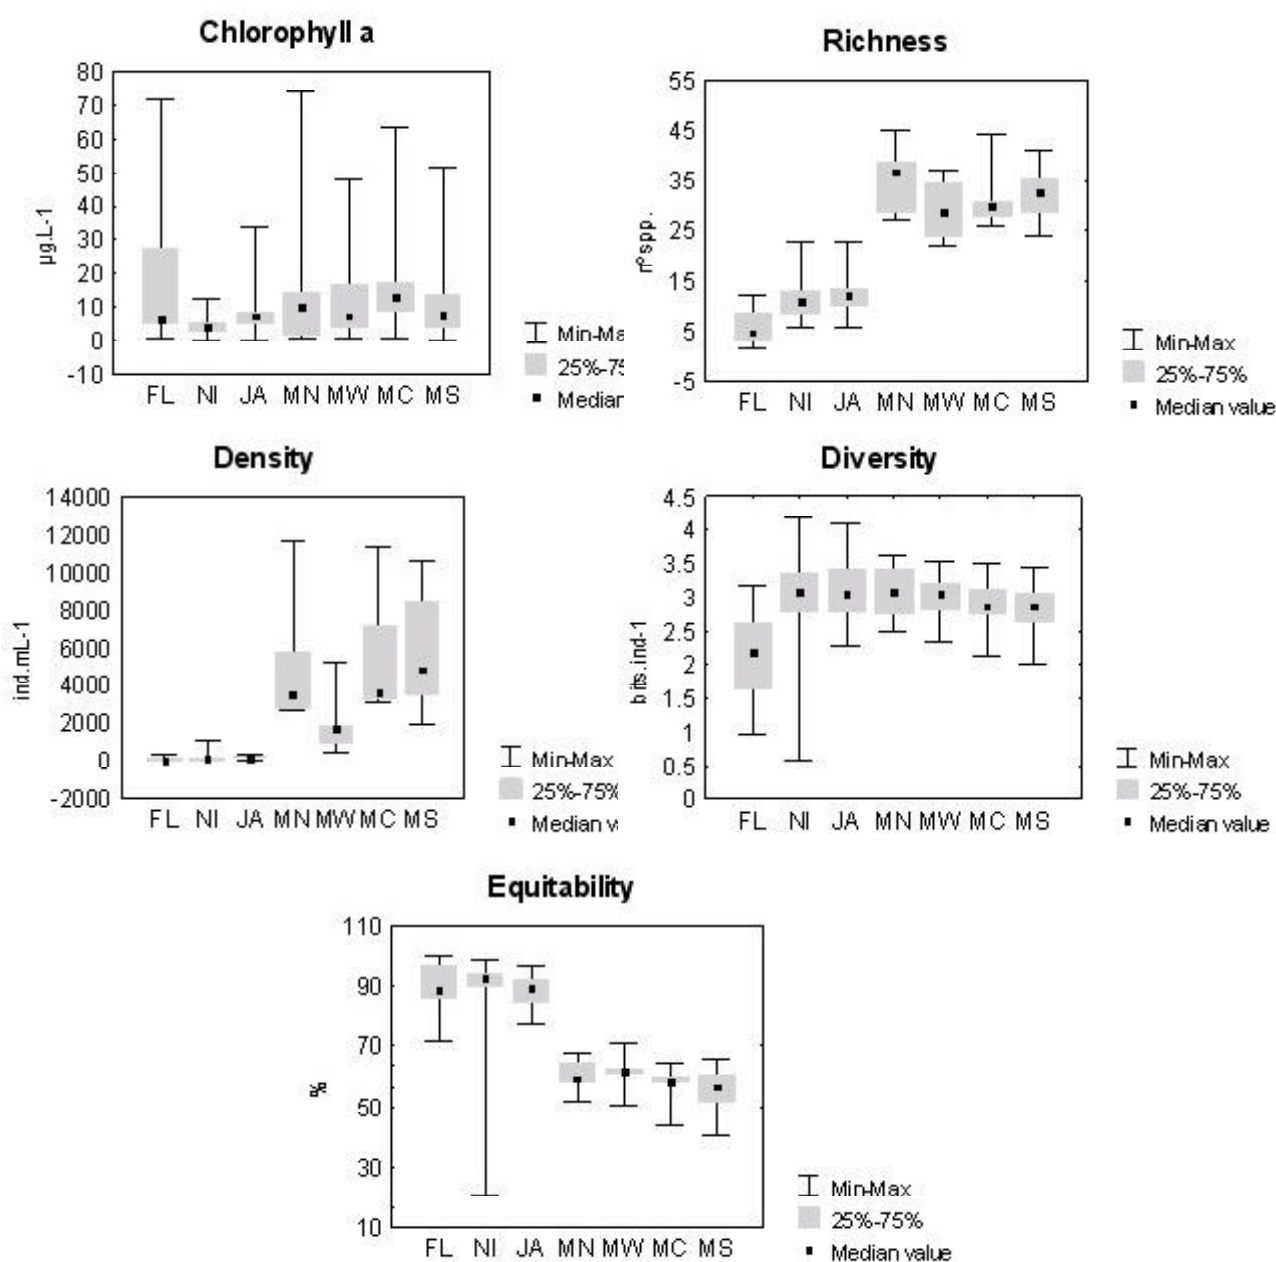 Chlorophyll a
80
70
60
50
40
30
20
10
0
-10
µg.L-1
FL NI JA MN MW MC MS
Min-Ma
25%-75
Median
Richness
55
45
35
25
15
5
-5
nº spp.
FL NI JA MN MW MC MS
Min-Max
25%-75%
Median value
Density
14000
12000
10000
8000
6000
4000
2000
0
-2000
ind.mL-1
FL NI JA MN MW MC MS
Min-Max
25%-75%
Median v
Diversity
4.5
4
3.5
3
2.5
2
1.5
1
0.5
0
bits.ind-1
FL NI JA MN MW MC MS
Min-Max
25%-75%
Median value
Equitability
110
90
70
50
30
10
%
FL NI JA MN MW MC MS
Min-Max
25%-75%
Median value